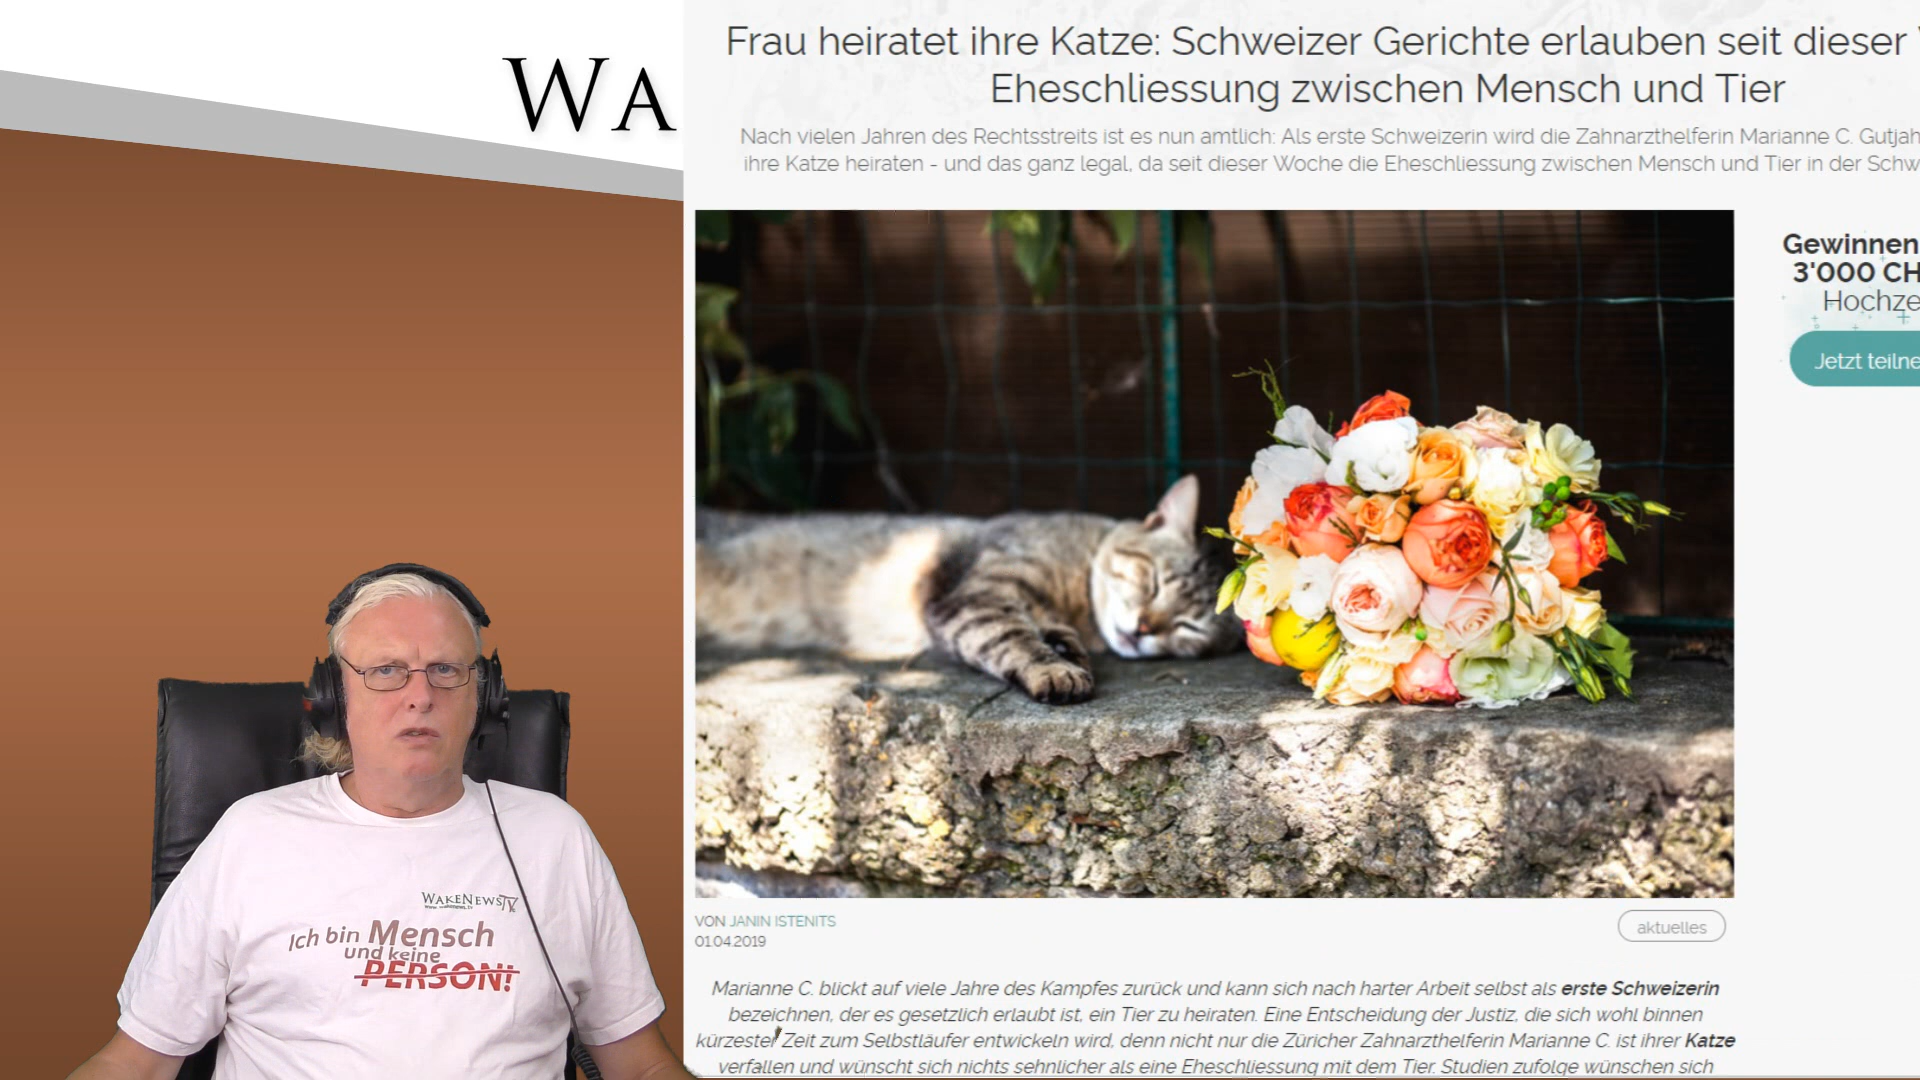 WA
Frau heiratet ihre Katze: Schweizer Gerichte erlauben seit dieser
Eheschliessung zwischen Mensch und Tier
Nach vielen Jahren des Rechtsstreits ist es nun amtlich: Als erste Schweizerin wird die Zahnarzthelferin Marianne C. Gutjah
ihre Katze heiraten - und das ganz legal, da seit dieser Woche die Eheschliessung zwischen Mensch und Tier in der Schw
Gewinnen
3'000 CH
Hochze
Jetzt teilne
VON JANIN ISTENITS
01.04.2019
aktuelles
Marianne C. blickt auf viele Jahre des Kampfes zurück und kann sich nach harter Arbeit selbst als erste Schweizerin
bezeichnen, der es gesetzlich erlaubt ist, ein Tier zu heiraten. Eine Entscheidung der Justiz, die sich wohl binnen
kürzester Zeit zum Selbstläufer entwickeln wird, denn nicht nur die Züricher Zahnarzthelferin Marianne C. ist ihrer Katze
verfallen und wünscht sich nichts sehnlicher als eine Eheschliessung mit dem Tier. Studien zufolge wünschen sich
WAKENEWSTV
Ich bin Mensch
und keine
PERSON!